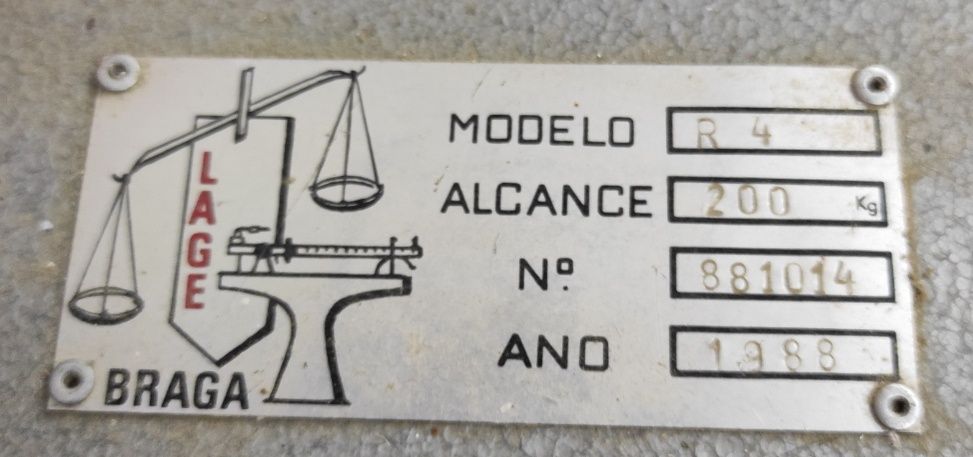 LAGE
BRAGA
MODELO R 4
ALCANCE 200 Kg
Nº 881014
ANO 1988